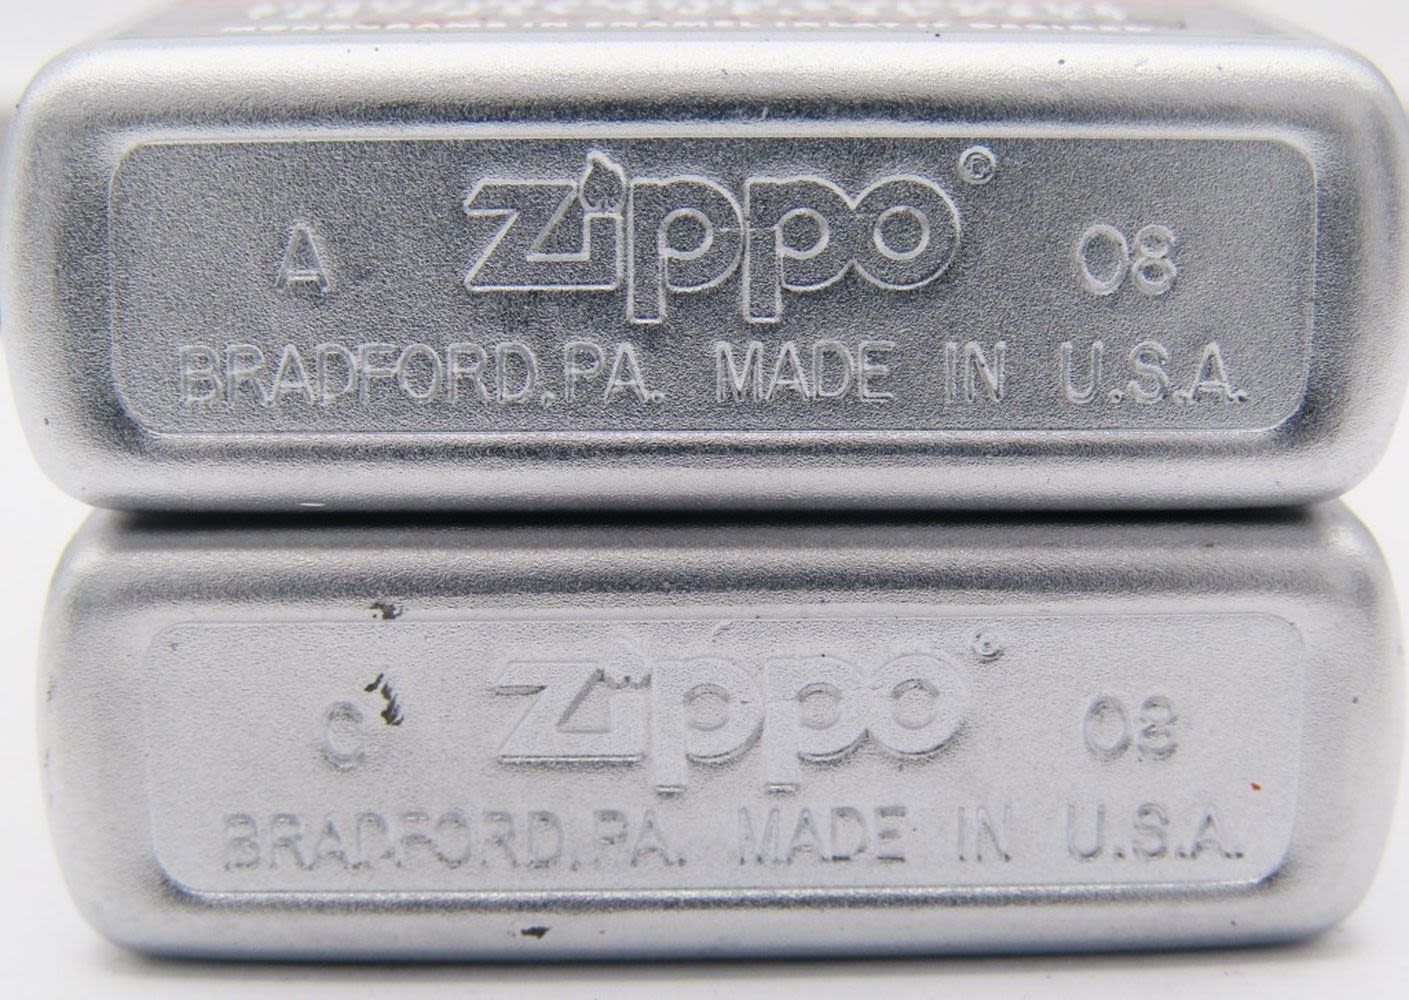 A zippo® 08
BRADFORD, PA. MADE IN U.S.A.
C zippo® 08
BRADFORD, PA. MADE IN U.S.A.